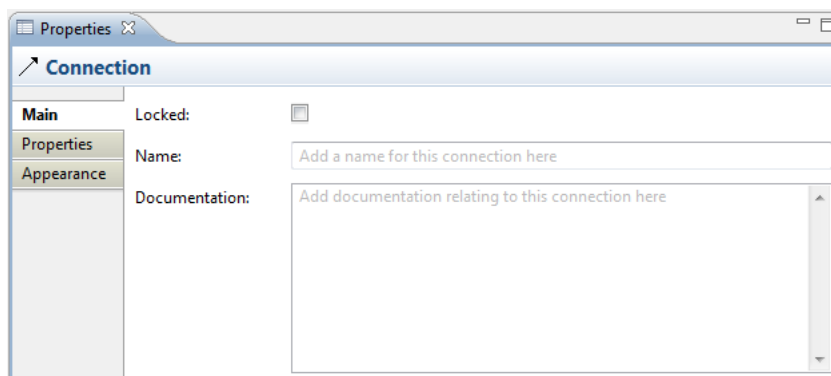 Properties
Connection
Main
Locked:
Properties
Name:
Add a name for this connection here
Appearance
Documentation:
Add documentation relating to this connection here